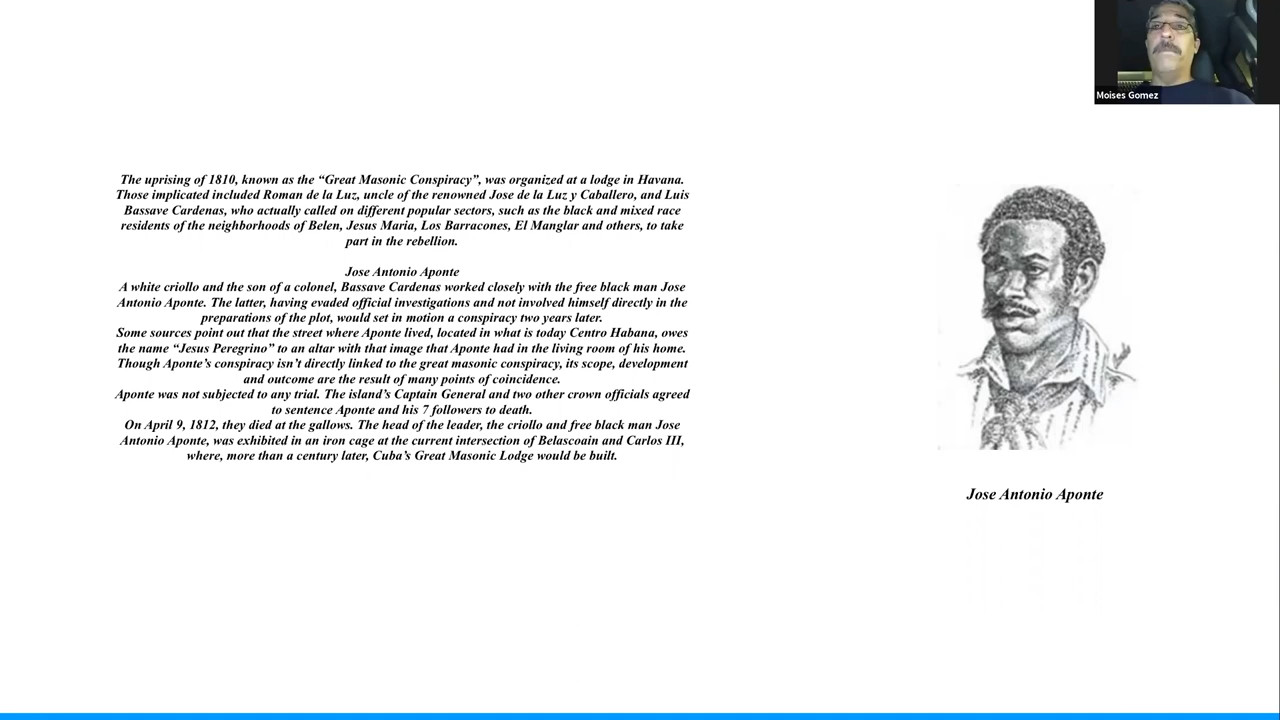 Moises Gomez
The uprising of 1810, known as the “Great Masonic Conspiracy”, was organized at a lodge in Havana.
Those implicated included Roman de la Luz, uncle of the renowned Jose de la Luz y Caballero, and Luis
Bassave Cardenas, who actually called on different popular sectors, such as the black and mixed race
residents of the neighborhoods of Belen, Jesus Maria, Los Barracones, El Manglar and others, to take
part in the rebellion.
Jose Antonio Aponte
A white criollo and the son of a colonel, Bassave Cardenas worked closely with the free black man Jose
Antonio Aponte. The latter, having evaded official investigations and not involved himself directly in the
preparations of the plot, would set in motion a conspiracy two years later.
Some sources point out that the street where Aponte lived, located in what is today Centro Habana, owes
the name “Jesus Peregrino” to an altar with that image that Aponte had in the living room of his home.
Though Aponte’s conspiracy isn’t directly linked to the great masonic conspiracy, its scope, development
and outcome are the result of many points of coincidence.
Aponte was not subjected to any trial. The island’s Captain General and two other crown officials agreed
to sentence Aponte and his 7 followers to death.
On April 9, 1812, they died at the gallows. The head of the leader, the criollo and free black man Jose
Antonio Aponte, was exhibited in an iron cage at the current intersection of Belascoain and Carlos III,
where, more than a century later, Cuba’s Great Masonic Lodge would be built.
Jose Antonio Aponte